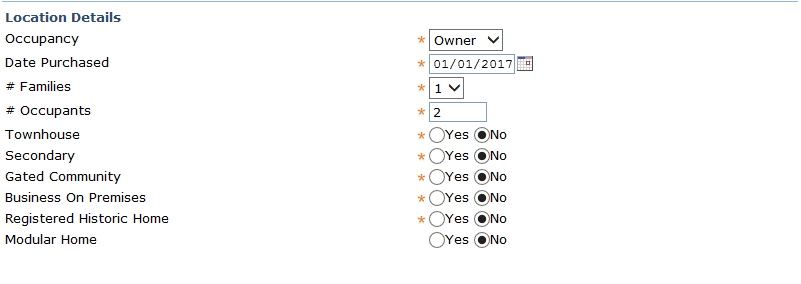 Location Details
Occupancy * Owner
Date Purchased * 01/01/2017
# Families * 1
# Occupants * 2
Townhouse * Yes No
Secondary * Yes No
Gated Community * Yes No
Business On Premises * Yes No
Registered Historic Home * Yes No
Modular Home Yes No